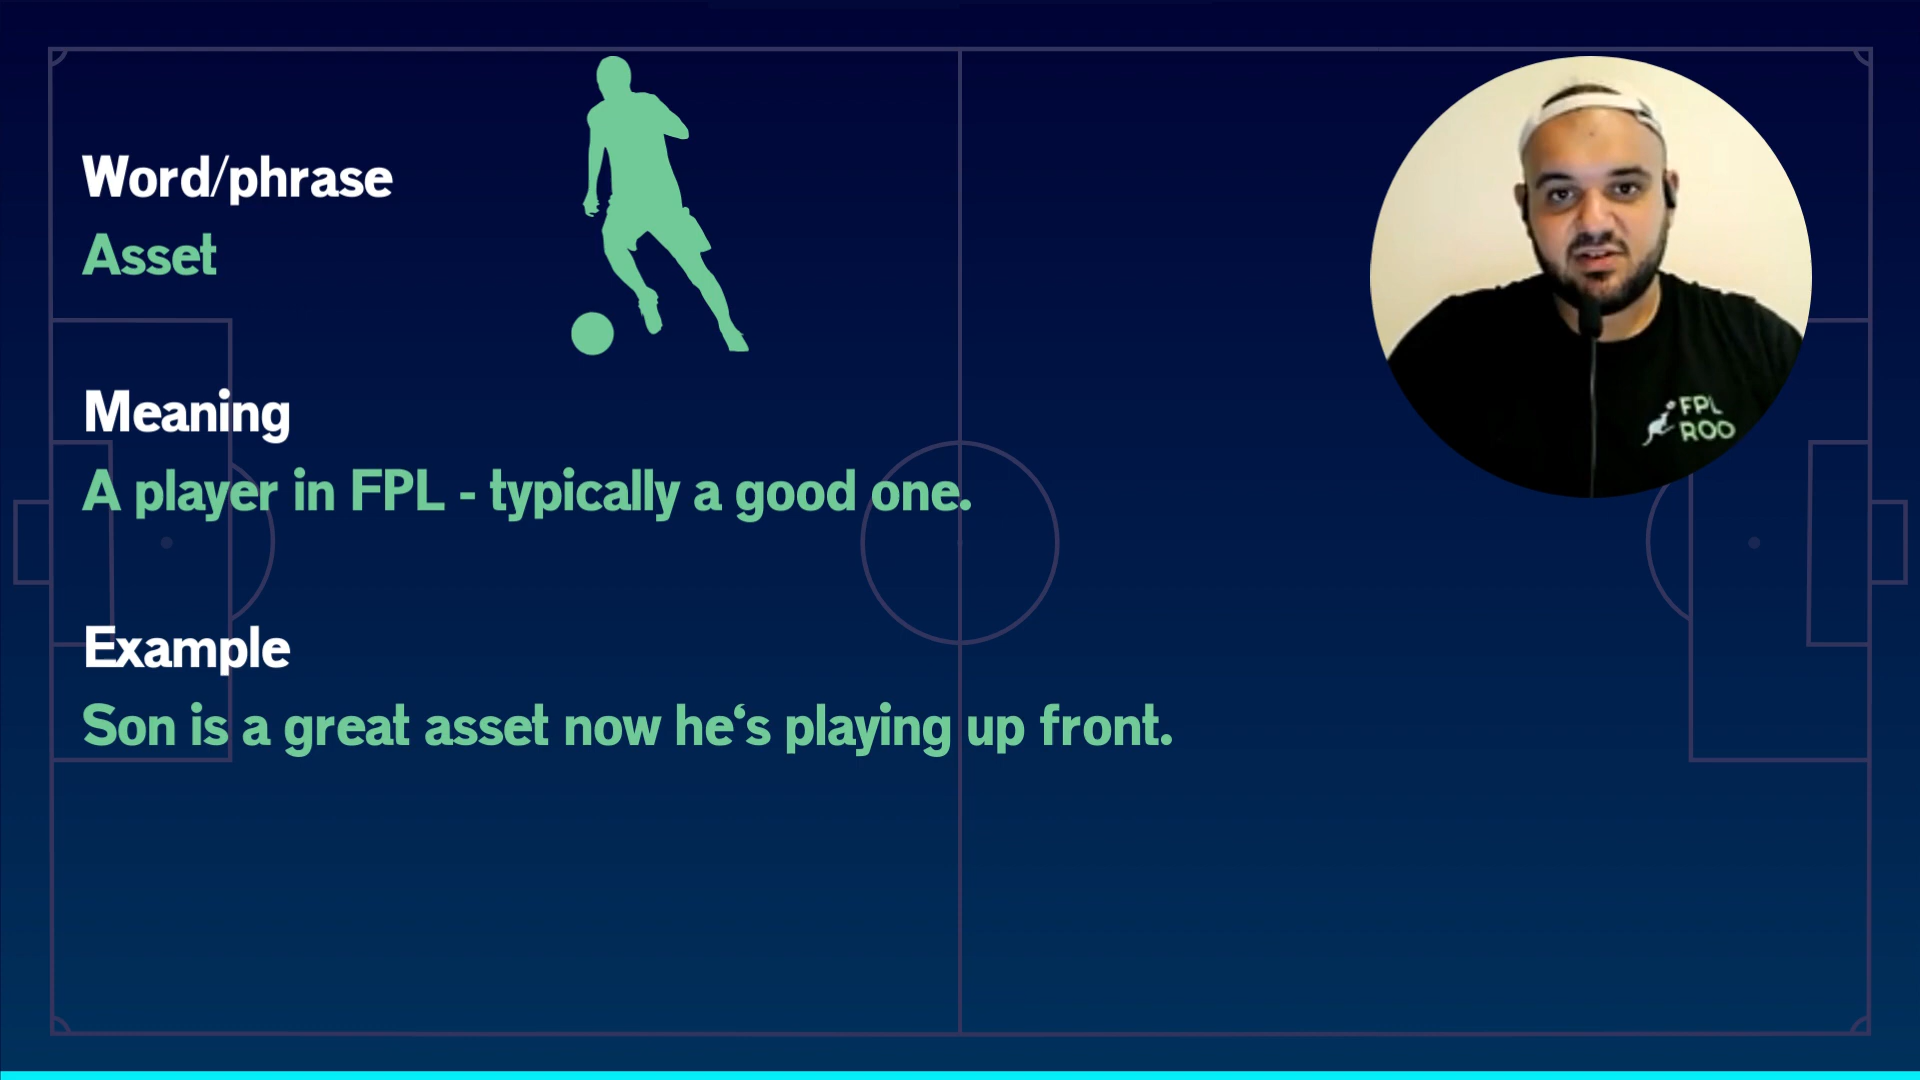 Word/phrase
Asset
Meaning
A player in FPL - typically a good one.
Example
Son is a great asset now he‘s playing up front.
FPL
ROO